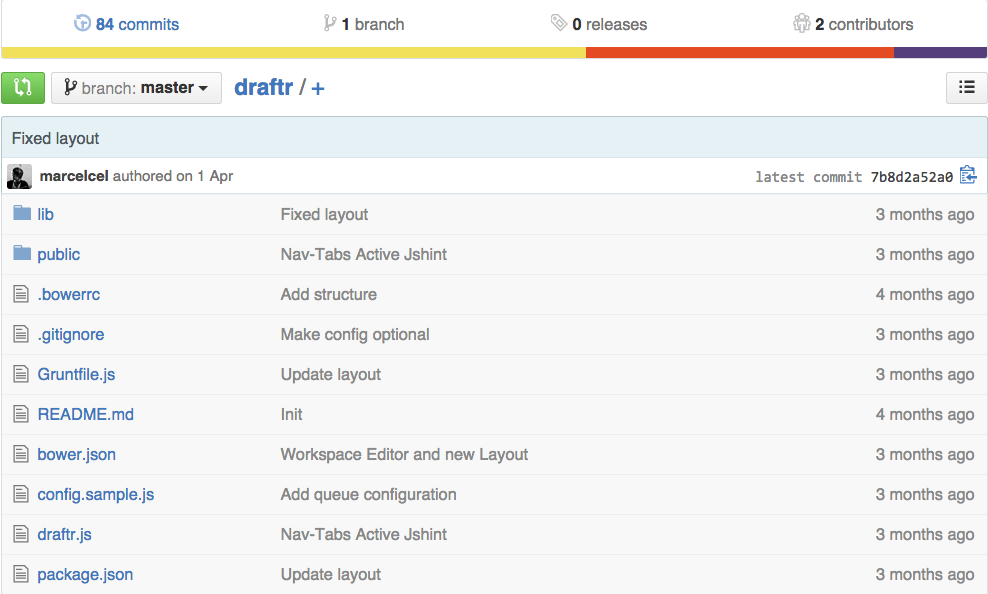 84 commits 1 branch 0 releases 2 contributors
branch: master draftr / +
Fixed layout
marcelcel authored on 1 Apr latest commit 7b8d2a52a0
lib Fixed layout 3 months ago
public Nav-Tabs Active Jshint 3 months ago
.bowerrc Add structure 4 months ago
.gitignore Make config optional 3 months ago
Gruntfile.js Update layout 3 months ago
README.md Init 4 months ago
bower.json Workspace Editor and new Layout 3 months ago
config.sample.js Add queue configuration 3 months ago
draftr.js Nav-Tabs Active Jshint 3 months ago
package.json Update layout 3 months ago